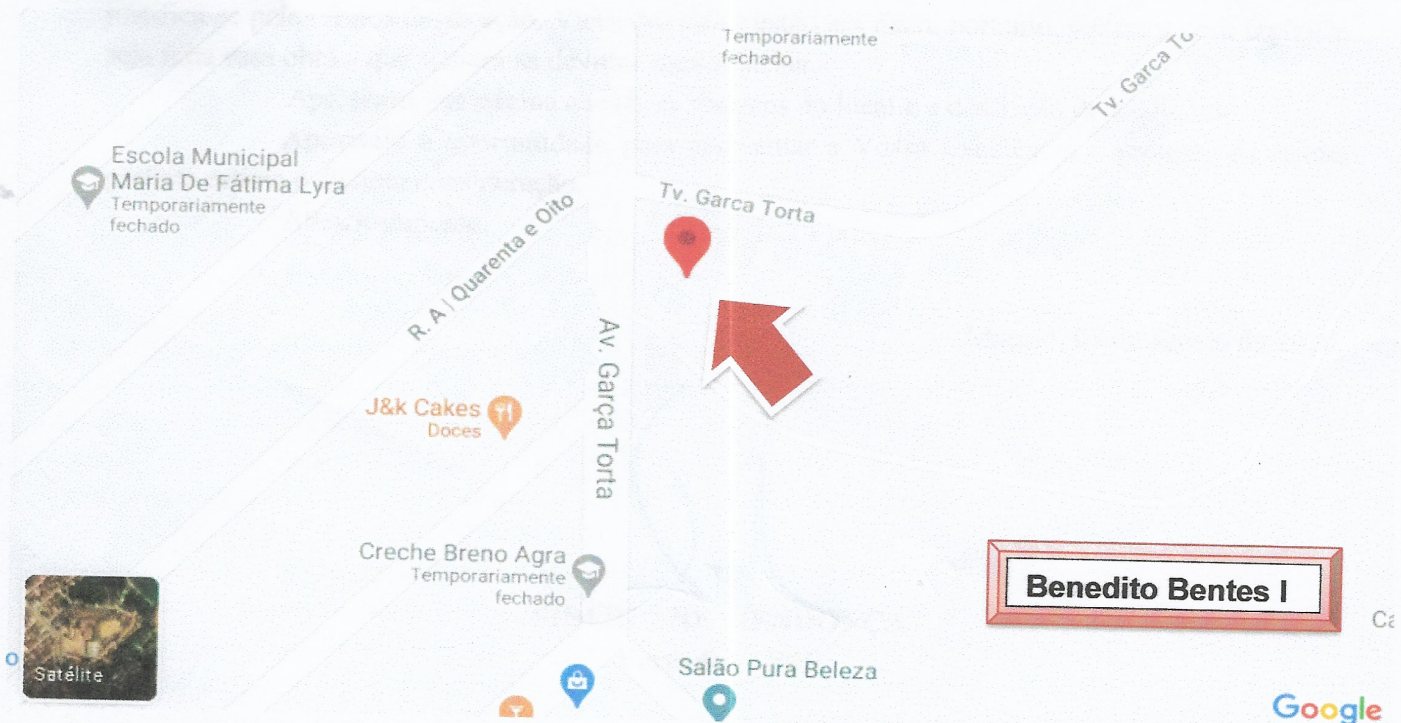 Temporariamente
fechado
Tv. Garca To
Escola Municipal
Maria De Fátima Lyra
Temporariamente
fechado
Tv. Garca Torta
R. A | Quarenta e Oito
Av. Garça Torta
J&k Cakes
Doces
Creche Breno Agra
Temporariamente
fechado
Benedito Bentes I
Ca
Satélite
Salão Pura Beleza
Google